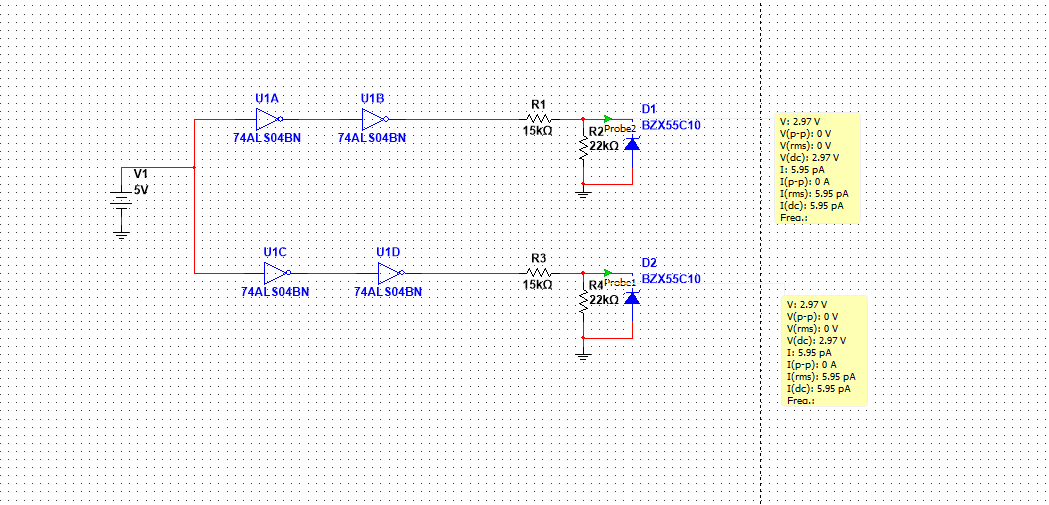 U1A
74ALS04BN
U1B
74ALS04BN
R1
15kΩ
R2
22kΩ
Probe2
D1
BZX55C10
V1
5V
U1C
74ALS04BN
U1D
74ALS04BN
R3
15kΩ
R4
22kΩ
Probe1
D2
BZX55C10
V: 2.97 V
V(p-p): 0 V
V(rms): 0 V
V(dc): 2.97 V
I: 5.95 pA
I(p-p): 0 A
I(rms): 5.95 pA
I(dc): 5.95 pA
Freq.:
V: 2.97 V
V(p-p): 0 V
V(rms): 0 V
V(dc): 2.97 V
I: 5.95 pA
I(p-p): 0 A
I(rms): 5.95 pA
I(dc): 5.95 pA
Freq.: